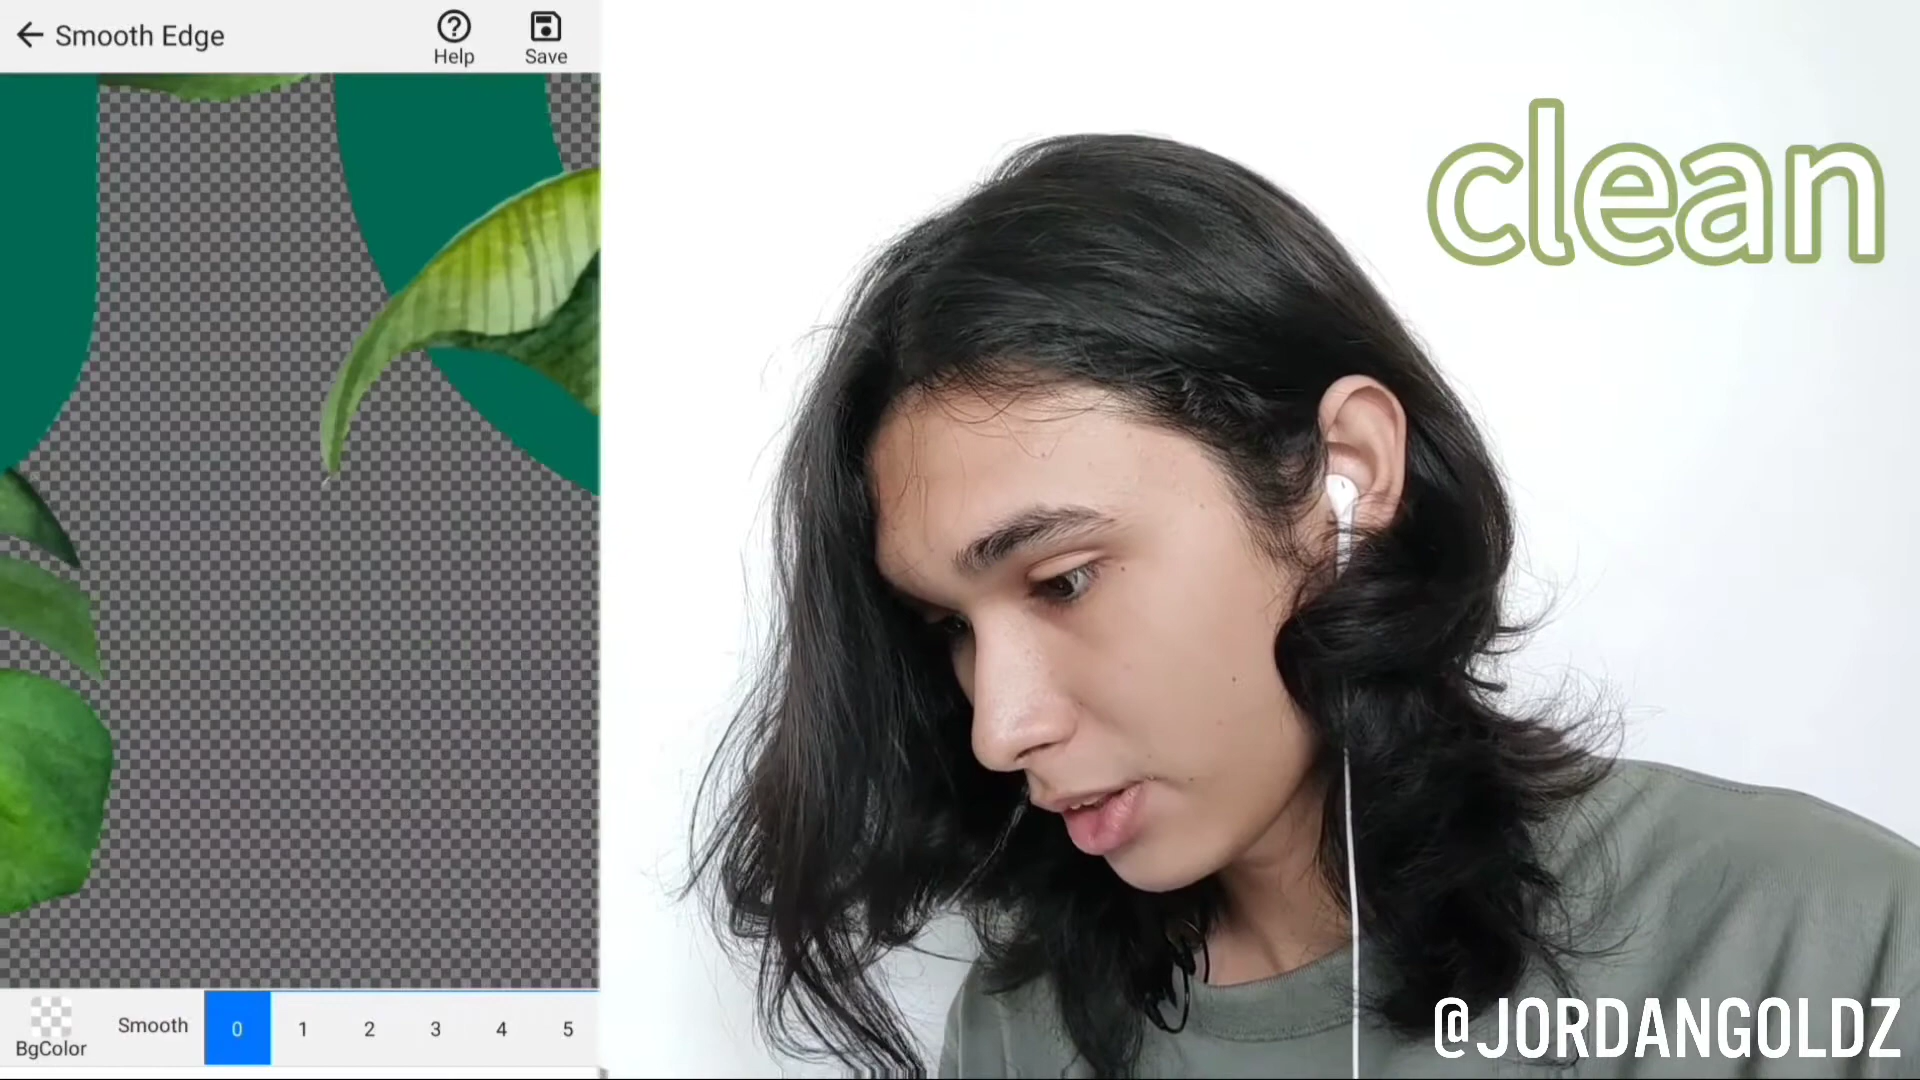 Smooth Edge
Help
Save
clean
BgColor
Smooth 0 1 2 3 4 5
@JORDANGOLDZ